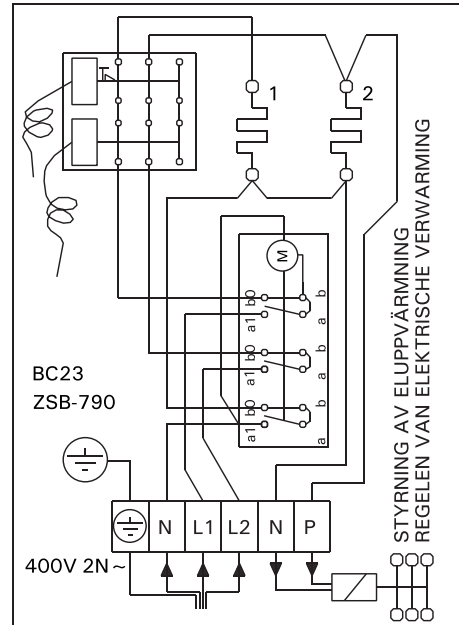 1 2
M
b0 b
a1 a
b0 b
a1 a
b0 b
a1 a
BC23
ZSB-790
N L1 L2 N P
400V 2N~
STYRNING AV ELUPPVÄRMNING
REGELEN VAN ELEKTRISCHE VERWARMING